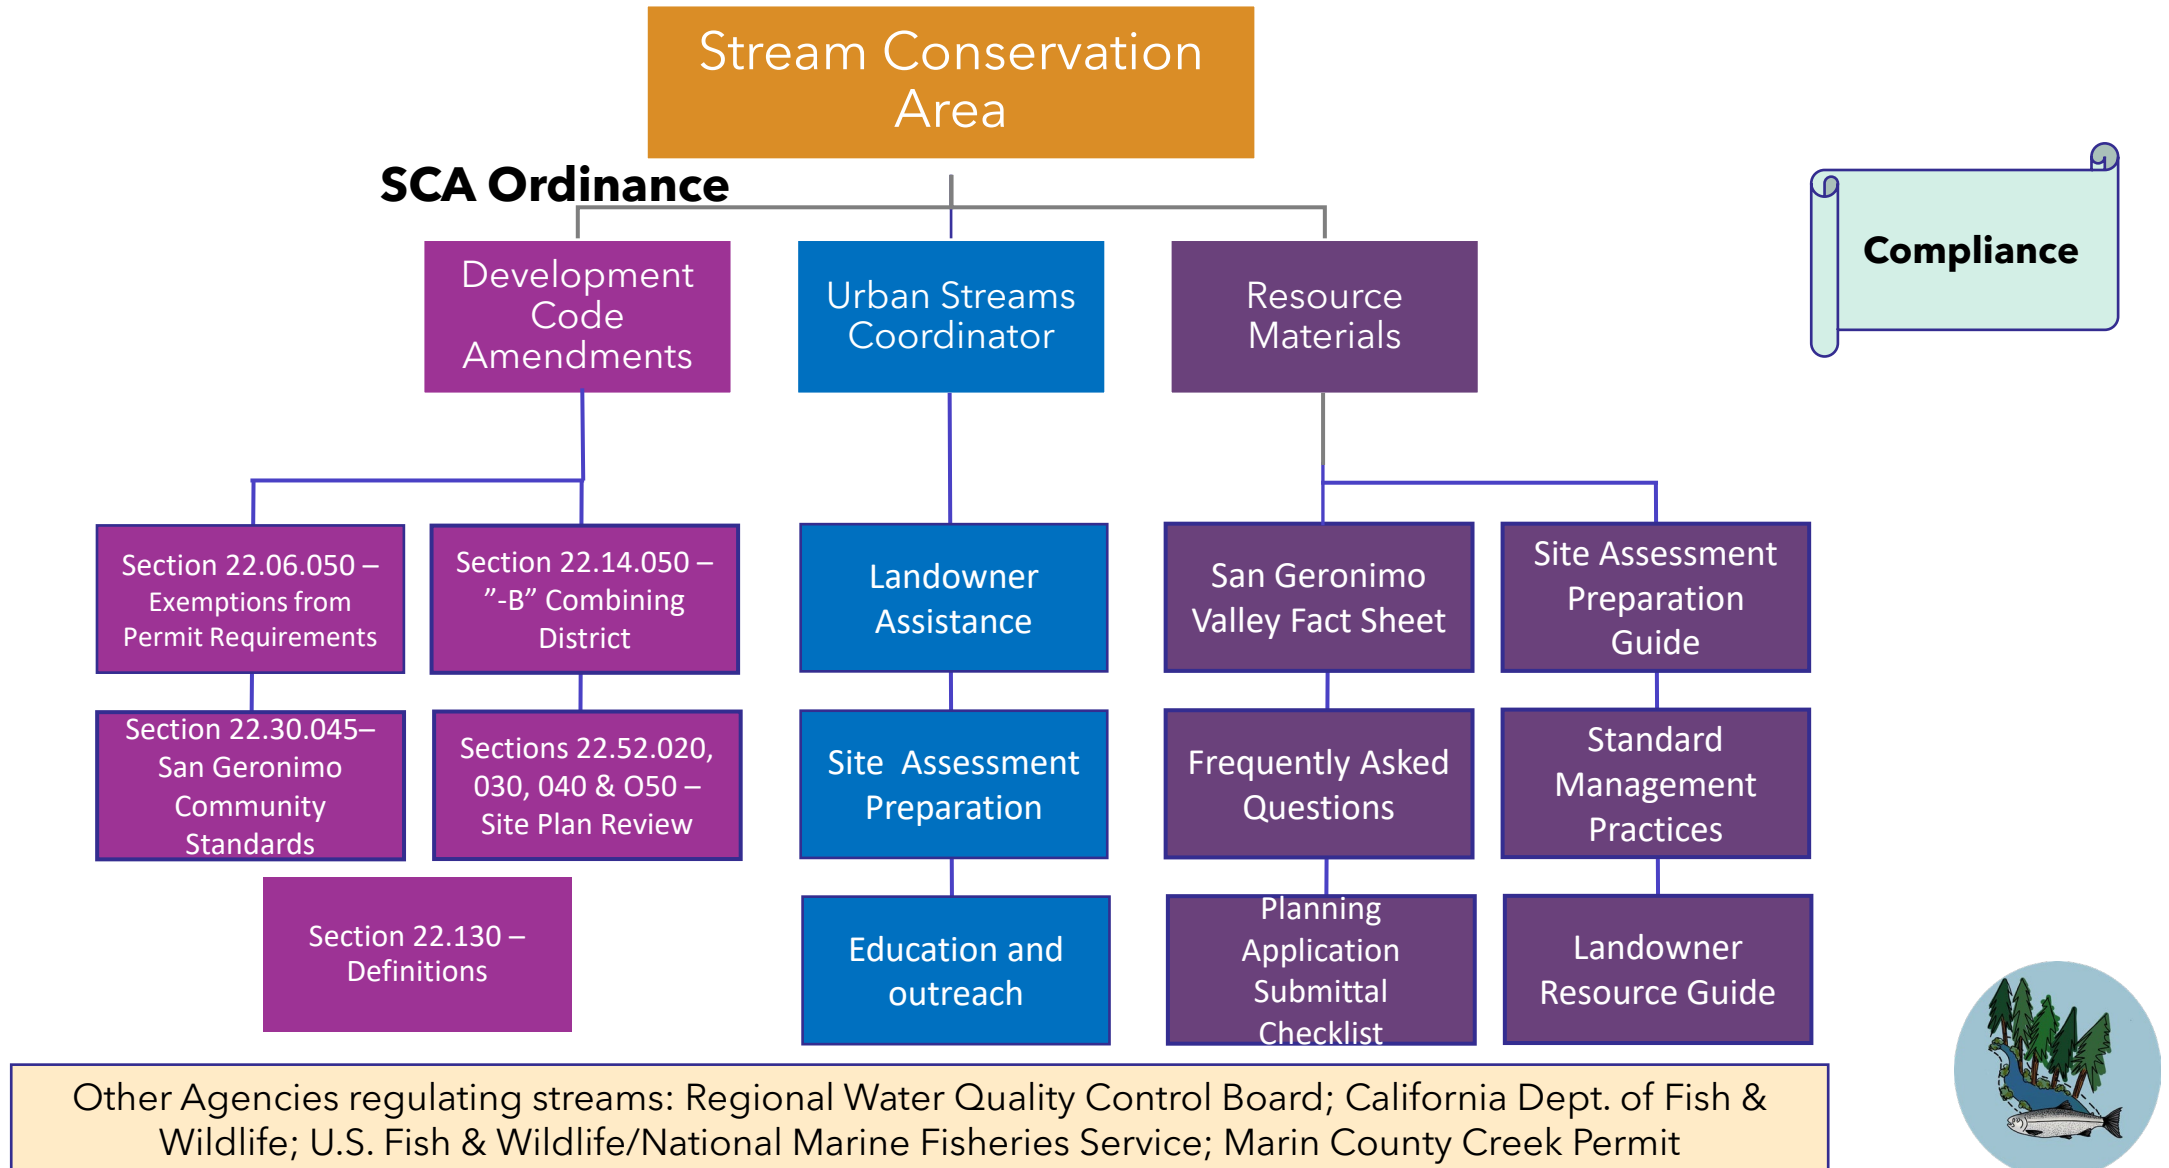 Stream Conservation
Area
SCA Ordinance
Compliance
Development
Code
Amendments
Urban Streams
Coordinator
Resource
Materials
Section 22.06.050 –
Exemptions from
Permit Requirements
Section 22.14.050 –
”-B” Combining
District
Landowner
Assistance
San Geronimo
Valley Fact Sheet
Site Assessment
Preparation
Guide
Section 22.30.045–
San Geronimo
Community
Standards
Sections 22.52.020,
030, 040 & O50 –
Site Plan Review
Site Assessment
Preparation
Frequently Asked
Questions
Standard
Management
Practices
Section 22.130 –
Definitions
Education and
outreach
Planning
Application
Submittal
Checklist
Landowner
Resource Guide
Other Agencies regulating streams: Regional Water Quality Control Board; California Dept. of Fish &
Wildlife; U.S. Fish & Wildlife/National Marine Fisheries Service; Marin County Creek Permit